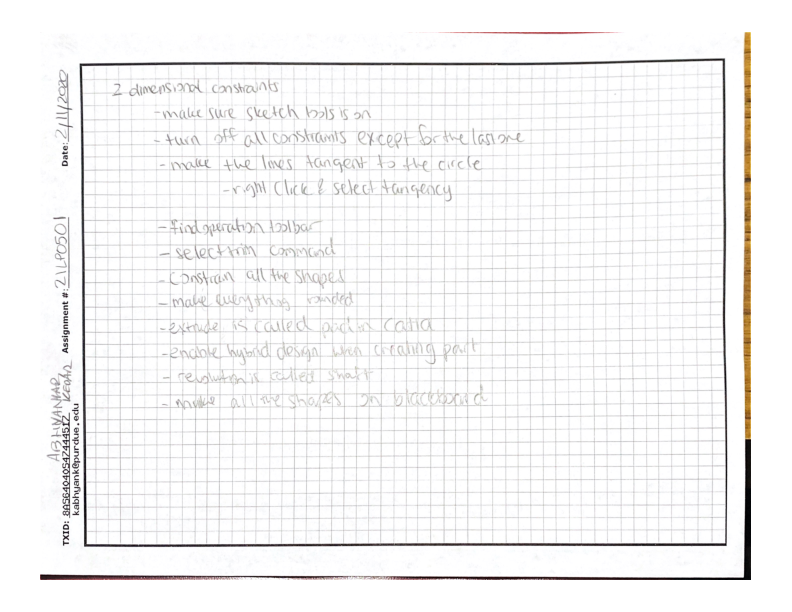 2 dimensional constraints
- make sure sketch tools is on
- turn off all constraints except for the last one
- make the lines tangent to the circle
- right click & select tangency
- find operation toolbar
- select trim command
- constrain all the shapes
- make everything rounded
- extrude is called pad in Catia
- enable hybrid design when creating part
- revolution is called shaft
- make all the shapes on blackboard
Date: 2/11/2020
Assignment #: 21LP0501
ABHYANKAR
KEDAR
TXID: 8A564040547444512
kabhyank@purdue.edu